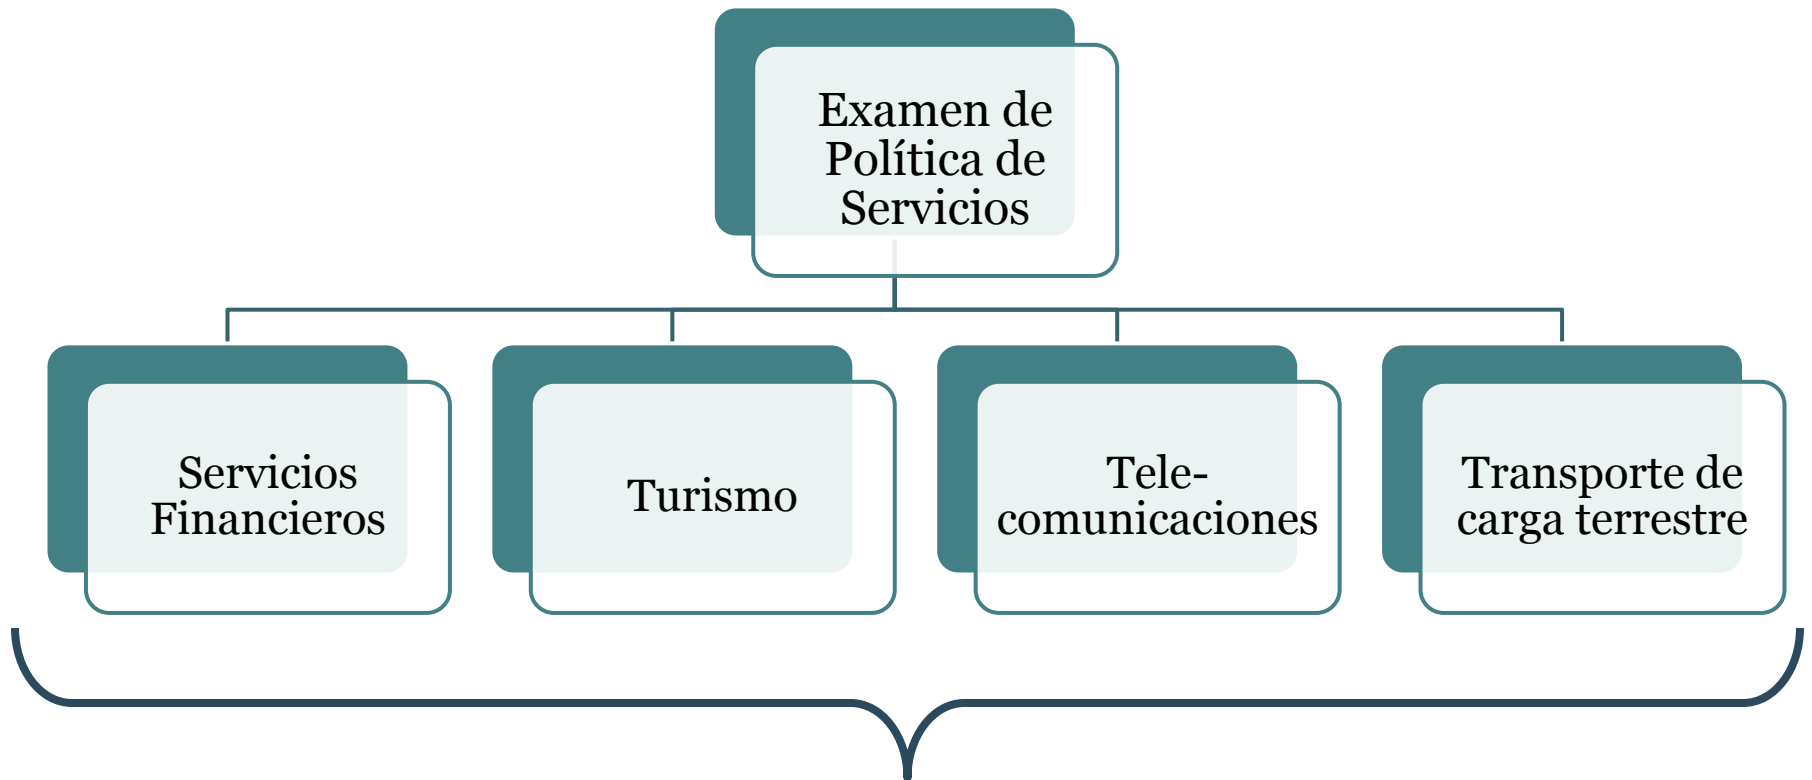 Examen de
Política de
Servicios
Servicios
Financieros
Turismo
Tele-
comunicaciones
Transporte de
carga terrestre